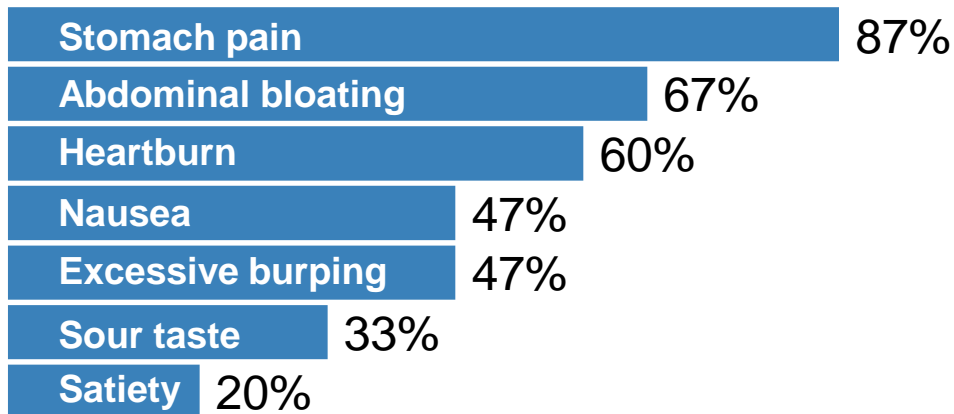 Stomach pain 87%
Abdominal bloating 67%
Heartburn 60%
Nausea 47%
Excessive burping 47%
Sour taste 33%
Satiety 20%